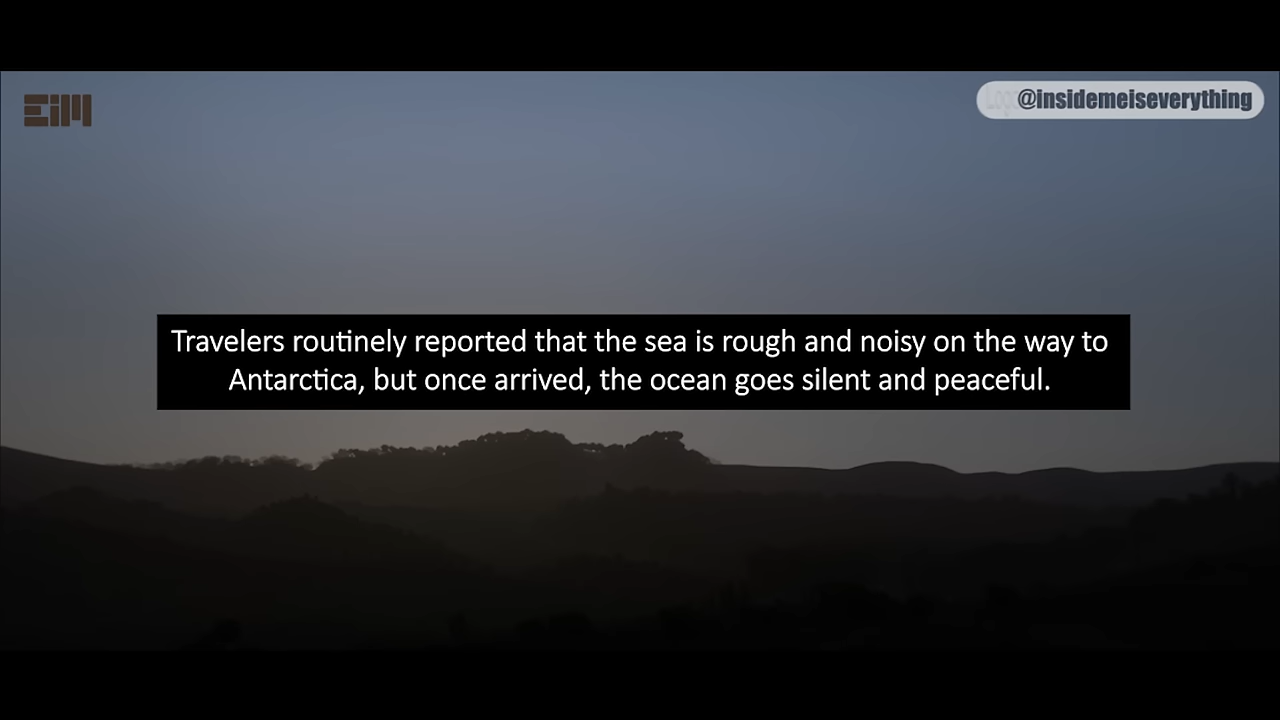 EiM
@insidemeiseverything
Travelers routinely reported that the sea is rough and noisy on the way to
Antarctica, but once arrived, the ocean goes silent and peaceful.